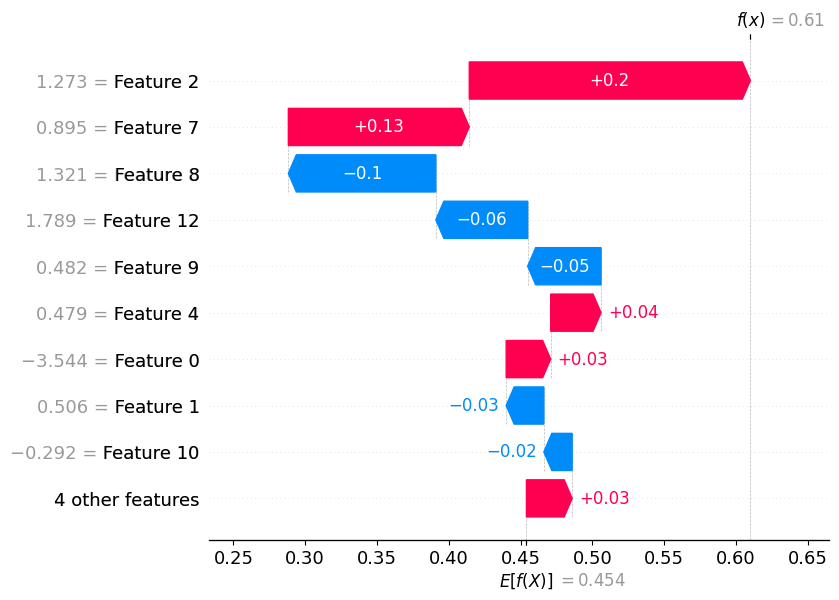 f(x) = 0.61
1.273 = Feature 2
+0.2
0.895 = Feature 7
+0.13
1.321 = Feature 8
−0.1
1.789 = Feature 12
−0.06
0.482 = Feature 9
−0.05
0.479 = Feature 4
+0.04
−3.544 = Feature 0
+0.03
0.506 = Feature 1
−0.03
−0.292 = Feature 10
−0.02
4 other features
+0.03
0.25 0.30 0.35 0.40 0.45 0.50 0.55 0.60 0.65
E[f(X)] = 0.454